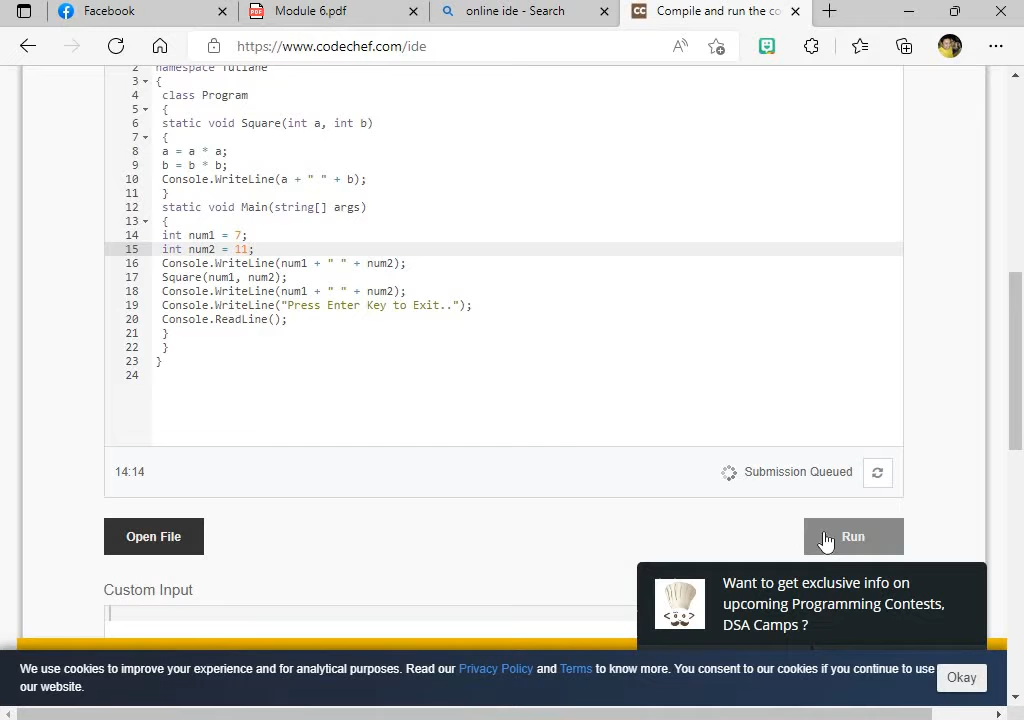 Facebook
Module 6.pdf
online ide - Search
Compile and run the co
https://www.codechef.com/ide
2 namespace
3 {
4 class Program
5 {
6 static void Square(int a, int b)
7 {
8 a = a * a;
9 b = b * b;
10 Console.WriteLine(a + " " + b);
11 }
12 static void Main(string[] args)
13 {
14 int num1 = 7;
15 int num2 = 11;
16 Console.WriteLine(num1 + " " + num2);
17 Square(num1, num2);
18 Console.WriteLine(num1 + " " + num2);
19 Console.WriteLine("Press Enter Key to Exit..");
20 Console.ReadLine();
21 }
22 }
23 }
24
14:14
Submission Queued
Open File
Run
Custom Input
Want to get exclusive info on
upcoming Programming Contests,
DSA Camps ?
We use cookies to improve your experience and for analytical purposes. Read our Privacy Policy and Terms to know more. You consent to our cookies if you continue to use
our website.
Okay